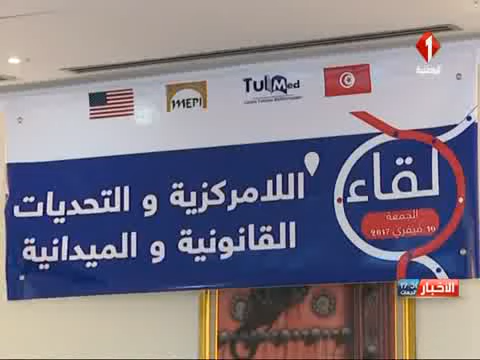 1
الوطنية
MEPI
TuMed
لقاء
الجمعة
10 فيفري 2017
اللامركزية و التحديات
القانونية و الميدانية
الأخبار